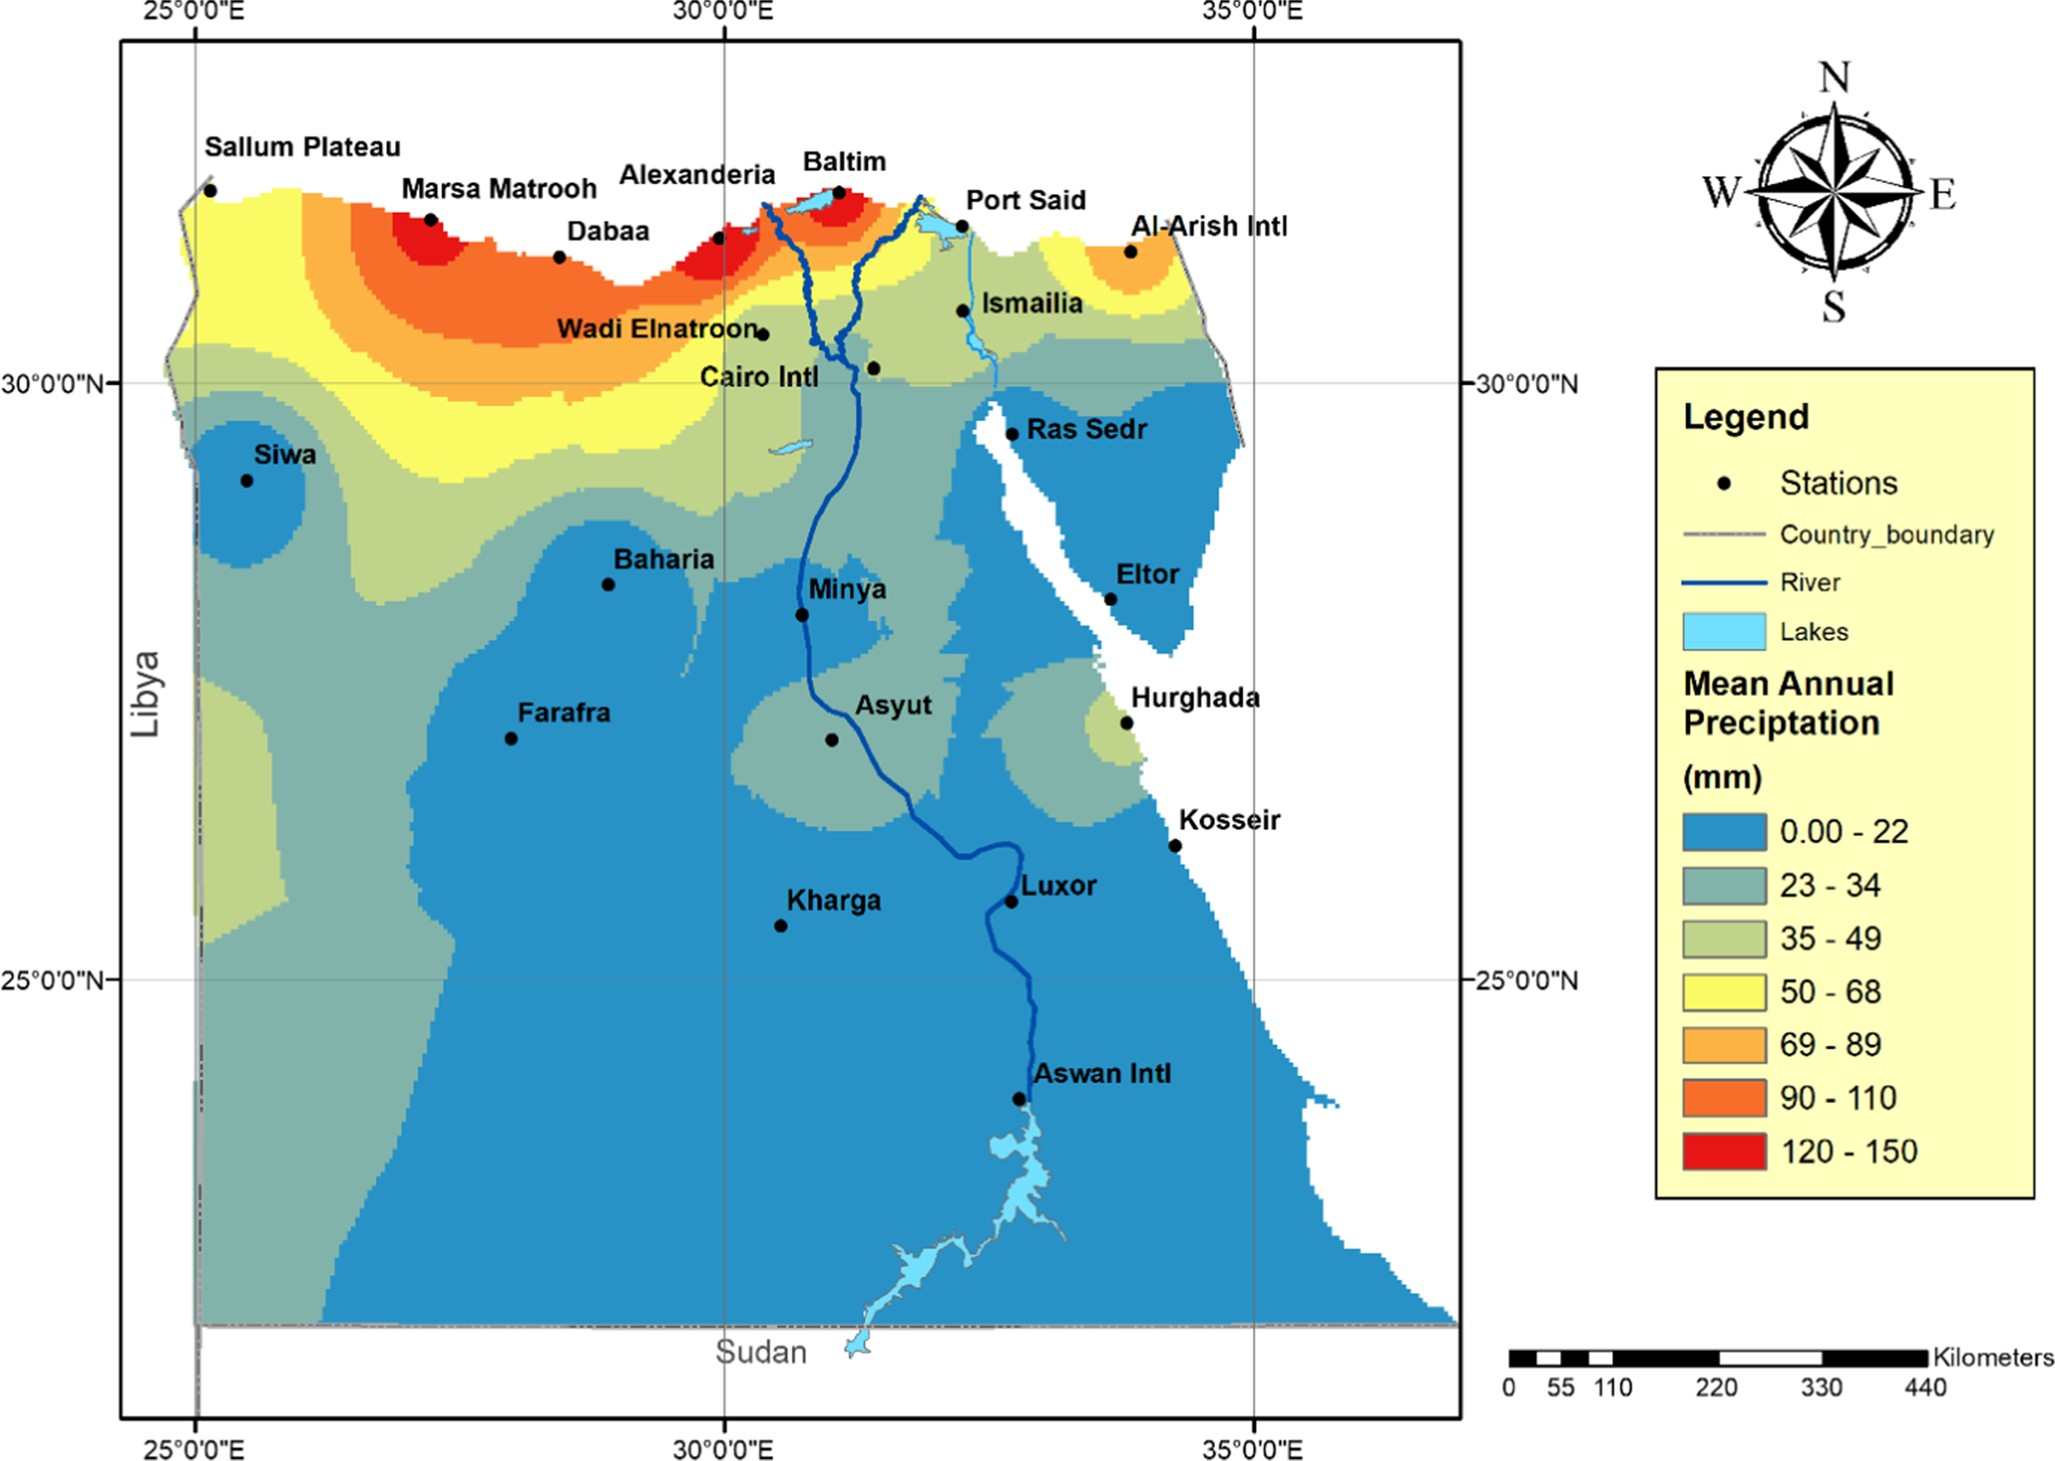 25°0'0"E
30°0'0"E
35°0'0"E
N
W
E
S
Sallum Plateau
Marsa Matrooh
Dabaa
Alexanderia
Baltim
Port Said
Al-Arish Intl
Ismailia
Wadi Elnatroon
Cairo Intl
30°0'0"N
30°0'0"N
Ras Sedr
Siwa
Baharia
Minya
Eltor
Libya
Farafra
Asyut
Hurghada
Kosseir
Kharga
Luxor
25°0'0"N
25°0'0"N
Aswan Intl
Sudan
25°0'0"E
30°0'0"E
35°0'0"E
Legend
Stations
Country_boundary
River
Lakes
Mean Annual
Preciptation
(mm)
0.00 - 22
23 - 34
35 - 49
50 - 68
69 - 89
90 - 110
120 - 150
Kilometers
0 55 110 220 330 440